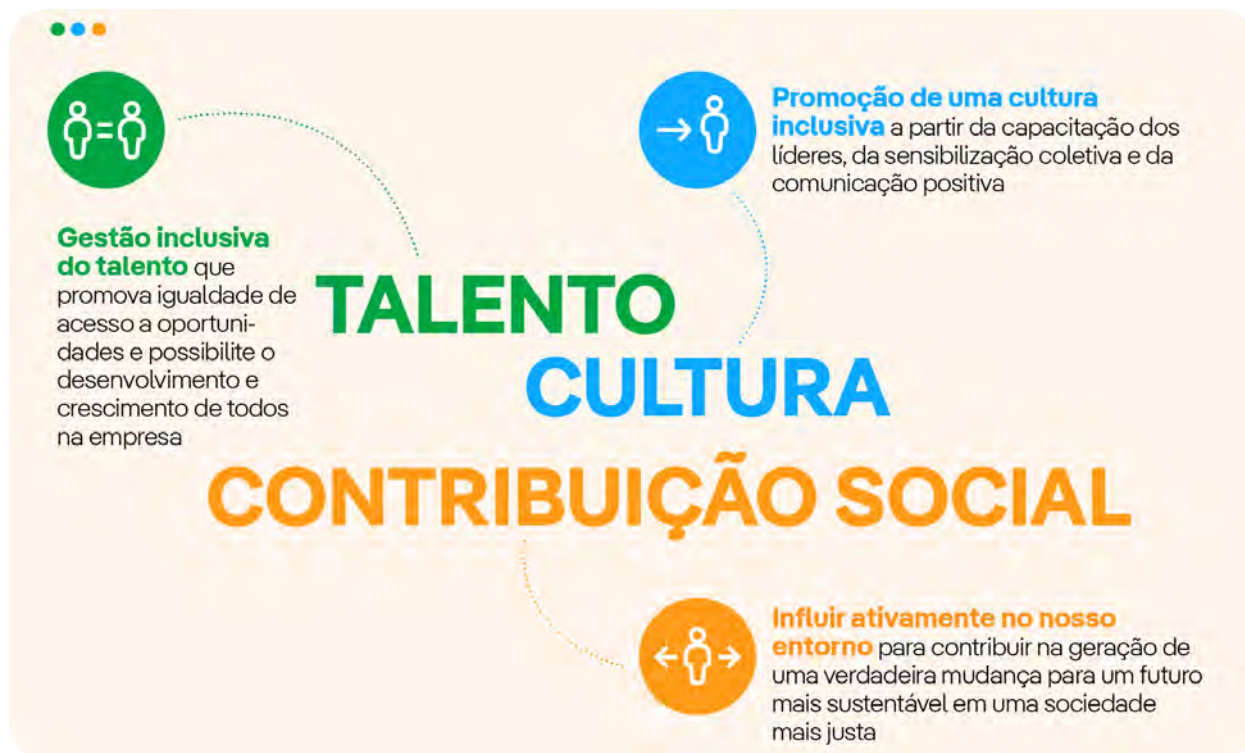 Gestão inclusiva
do talento que
promova igualdade de
acesso a oportuni-
dades e possibilite o
desenvolvimento e
crescimento de todos
na empresa
Promoção de uma cultura
inclusiva a partir da capacitação dos
líderes, da sensibilização coletiva e da
comunicação positiva
TALENTO
CULTURA
CONTRIBUIÇÃO SOCIAL
Influir ativamente no nosso
entorno para contribuir na geração de
uma verdadeira mudança para um futuro
mais sustentável em uma sociedade
mais justa